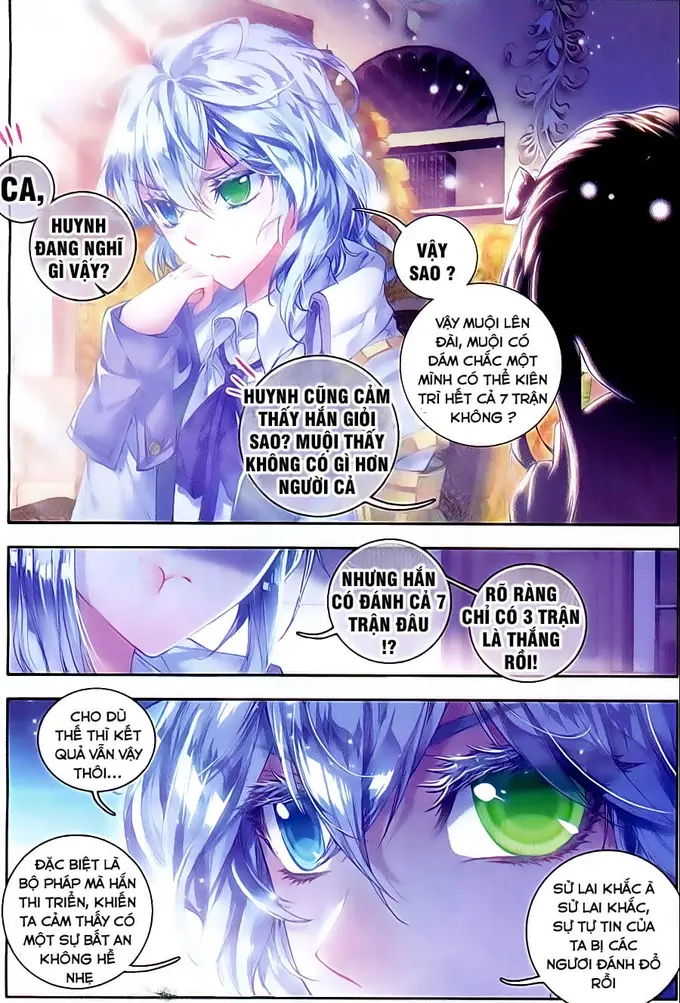 CA,
HUYNH
ĐANG NGHĨ
GÌ VẬY?
VẬY
SAO ?
VẬY MUỘI LÊN
ĐÀI, MUỘI CÓ
DÁM CHẮC MỘT
MÌNH CÓ THỂ KIÊN
TRÌ HẾT CẢ 7 TRẬN
KHÔNG ?
HUYNH CŨNG CẢM
THẤY HẮN GIỎI
SAO? MUỘI THẤY
KHÔNG CÓ GÌ HƠN
NGƯỜI CẢ
NHƯNG HẮN
CÓ ĐÁNH CẢ 7
TRẬN ĐÂU
!?
RÕ RÀNG
CHỈ CÓ 3 TRẬN
LÀ THẮNG
RỒI!
CHO DÙ
THẾ THÌ KẾT
QUẢ VẪN VẬY
THÔI...
ĐẶC BIỆT LÀ
BỘ PHÁP MÀ HẮN
THI TRIỂN, KHIẾN
TA CẢM THẤY CÓ
MỘT SỰ BẤT AN
KHÔNG HỀ
NHẸ
SỬ LAI KHẮC À
SỬ LAI KHẮC,
SỰ TỰ TIN CỦA
TA BỊ CÁC
NGƯƠI ĐÁNH ĐỔ
RỒI